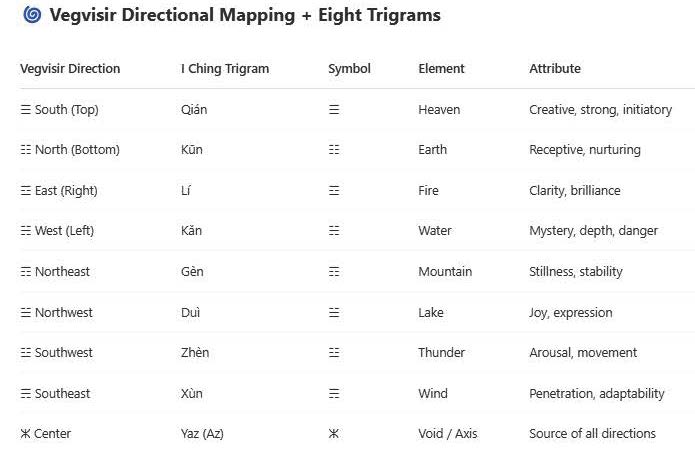 🌀 Vegvisir Directional Mapping + Eight Trigrams
Vegvisir Direction I Ching Trigram Symbol Element Attribute
☰ South (Top) Qián ☰ Heaven Creative, strong, initiatory
☷ North (Bottom) Kūn ☷ Earth Receptive, nurturing
☲ East (Right) Lí ☲ Fire Clarity, brilliance
☵ West (Left) Kǎn ☵ Water Mystery, depth, danger
☶ Northeast Gèn ☶ Mountain Stillness, stability
☱ Northwest Duì ☱ Lake Joy, expression
☳ Southwest Zhèn ☳ Thunder Arousal, movement
☴ Southeast Xùn ☴ Wind Penetration, adaptability
Ѫ Center Yaz (Az) Ѫ Void / Axis Source of all directions